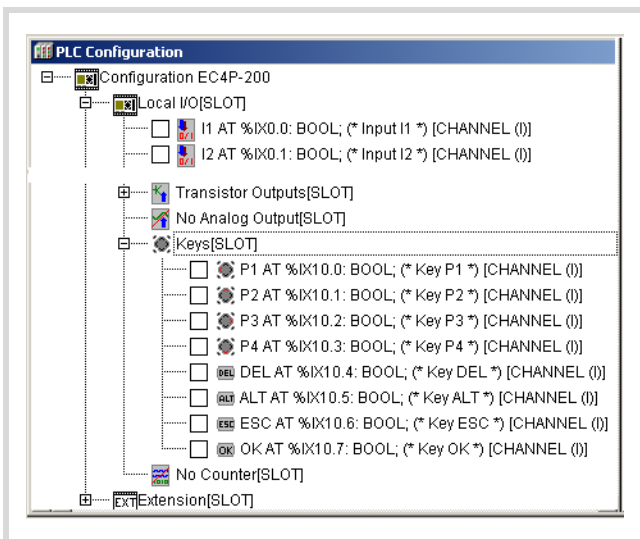 PLC Configuration
Configuration EC4P-200
Local I/O[SLOT]
I1 AT %IX0.0: BOOL; (* Input I1 *) [CHANNEL (I)]
I2 AT %IX0.1: BOOL; (* Input I2 *) [CHANNEL (I)]
Transistor Outputs[SLOT]
No Analog Output[SLOT]
Keys[SLOT]
P1 AT %IX10.0: BOOL; (* Key P1 *) [CHANNEL (I)]
P2 AT %IX10.1: BOOL; (* Key P2 *) [CHANNEL (I)]
P3 AT %IX10.2: BOOL; (* Key P3 *) [CHANNEL (I)]
P4 AT %IX10.3: BOOL; (* Key P4 *) [CHANNEL (I)]
DEL DEL AT %IX10.4: BOOL; (* Key DEL *) [CHANNEL (I)]
ALT ALT AT %IX10.5: BOOL; (* Key ALT *) [CHANNEL (I)]
ESC ESC AT %IX10.6: BOOL; (* Key ESC *) [CHANNEL (I)]
OK OK AT %IX10.7: BOOL; (* Key OK *) [CHANNEL (I)]
No Counter[SLOT]
EXT Extension[SLOT]